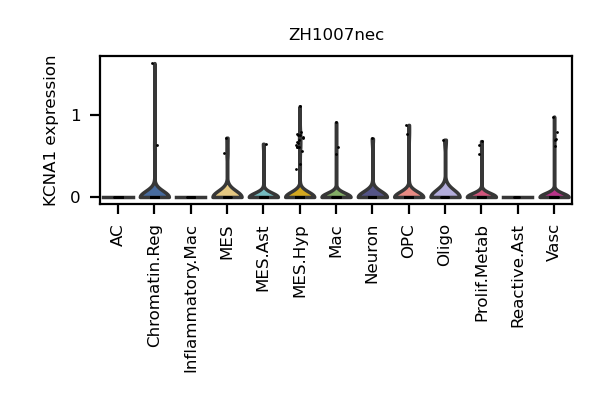 ZH1007nec
KCNA1 expression
1
0
AC
Chromatin.Reg
Inflammatory.Mac
MES
MES.Ast
MES.Hyp
Mac
Neuron
OPC
Oligo
Prolif.Metab
Reactive.Ast
Vasc